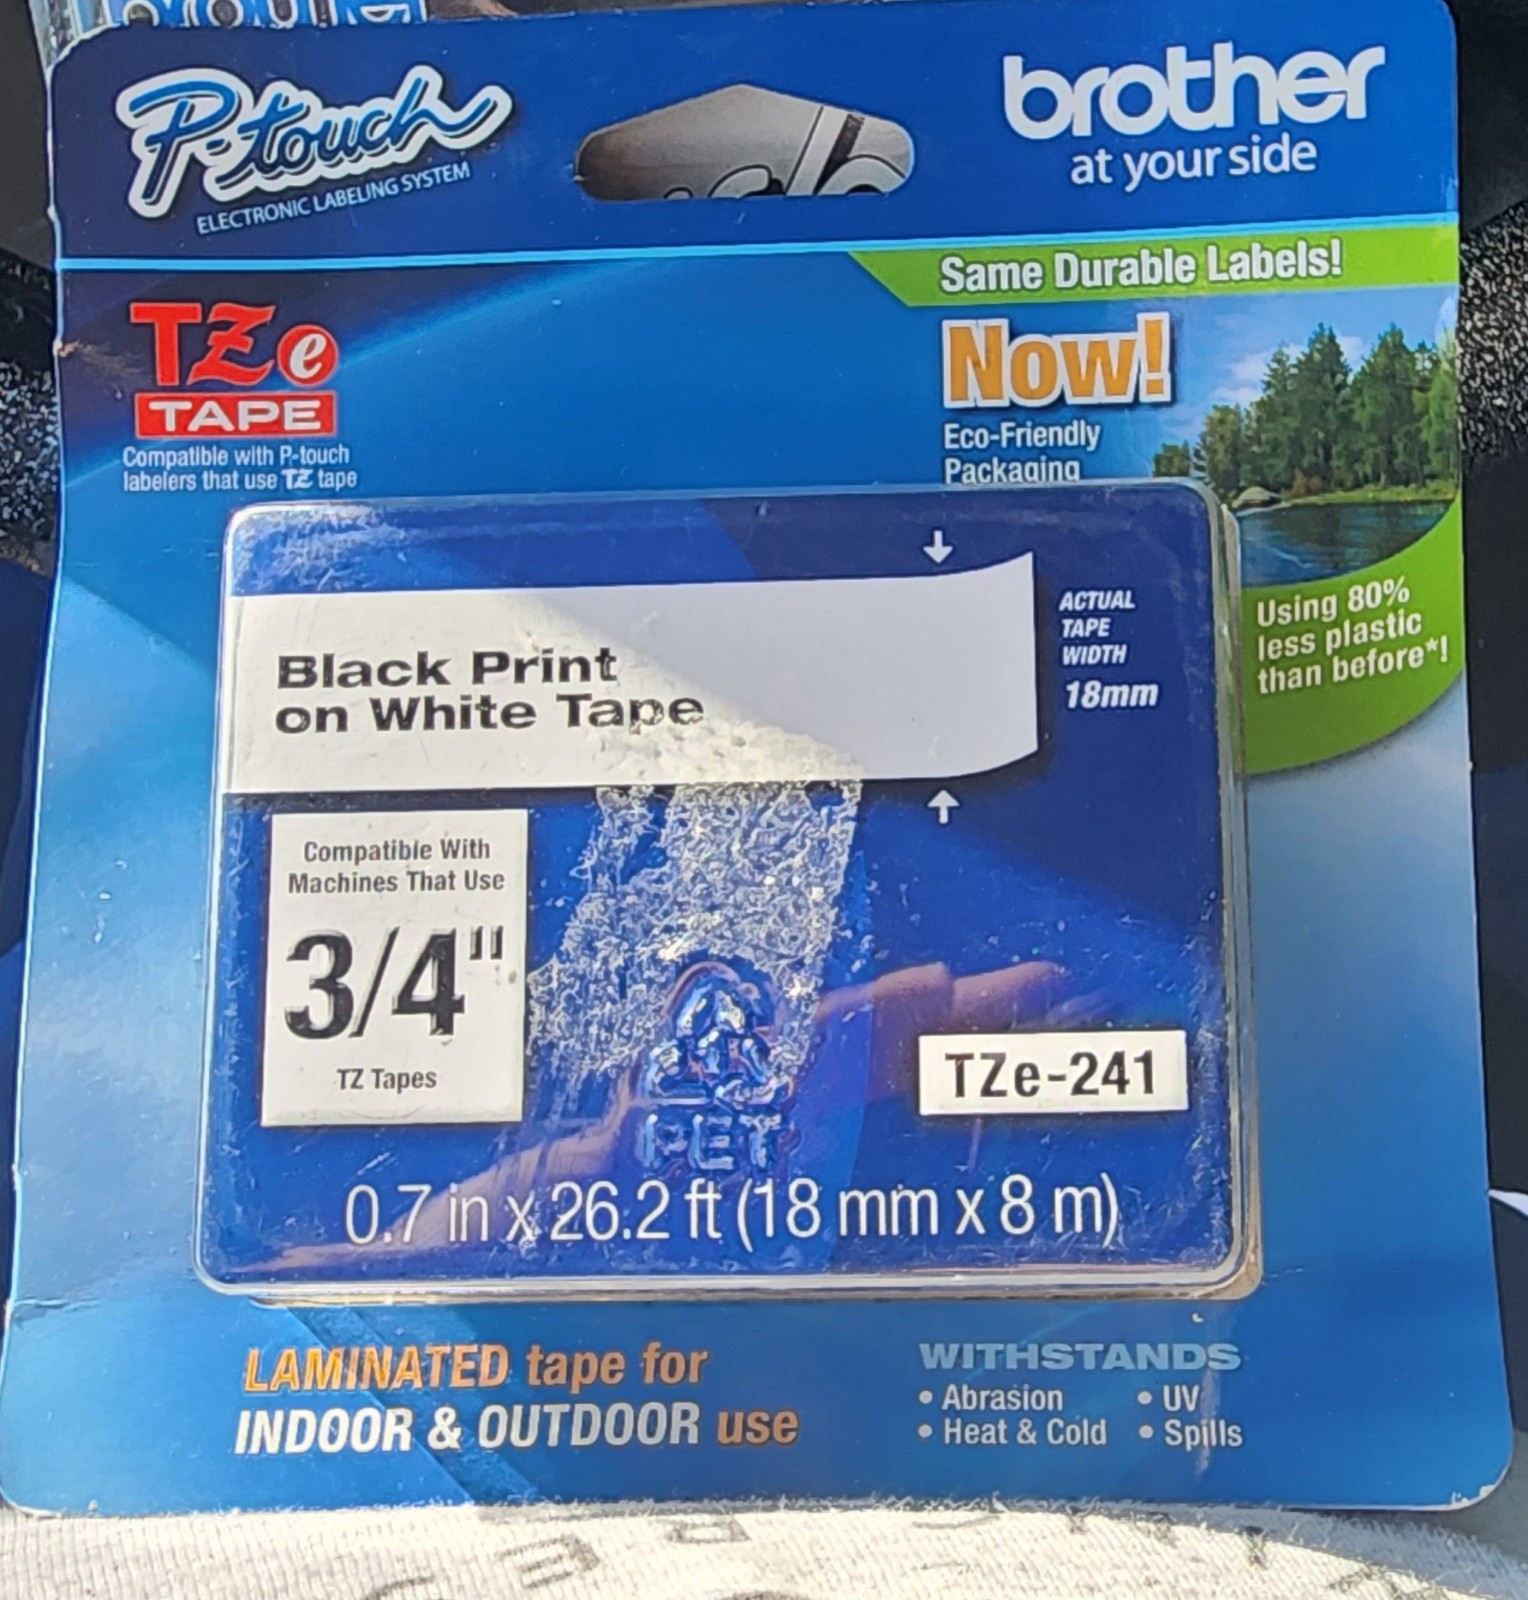 P-touch
ELECTRONIC LABELING SYSTEM
brother
at your side
Same Durable Labels!
TZe
TAPE
Compatible with P-touch
labelers that use TZ tape
Now!
Eco-Friendly
Packaging
Using 80%
less plastic
than before*!
Black Print
on White Tape
ACTUAL
TAPE
WIDTH
18mm
Compatible With
Machines That Use
3/4"
TZ Tapes
PET
TZe-241
0.7 in x 26.2 ft (18 mm x 8 m)
LAMINATED tape for
INDOOR & OUTDOOR use
WITHSTANDS
• Abrasion • UV
• Heat & Cold • Spills